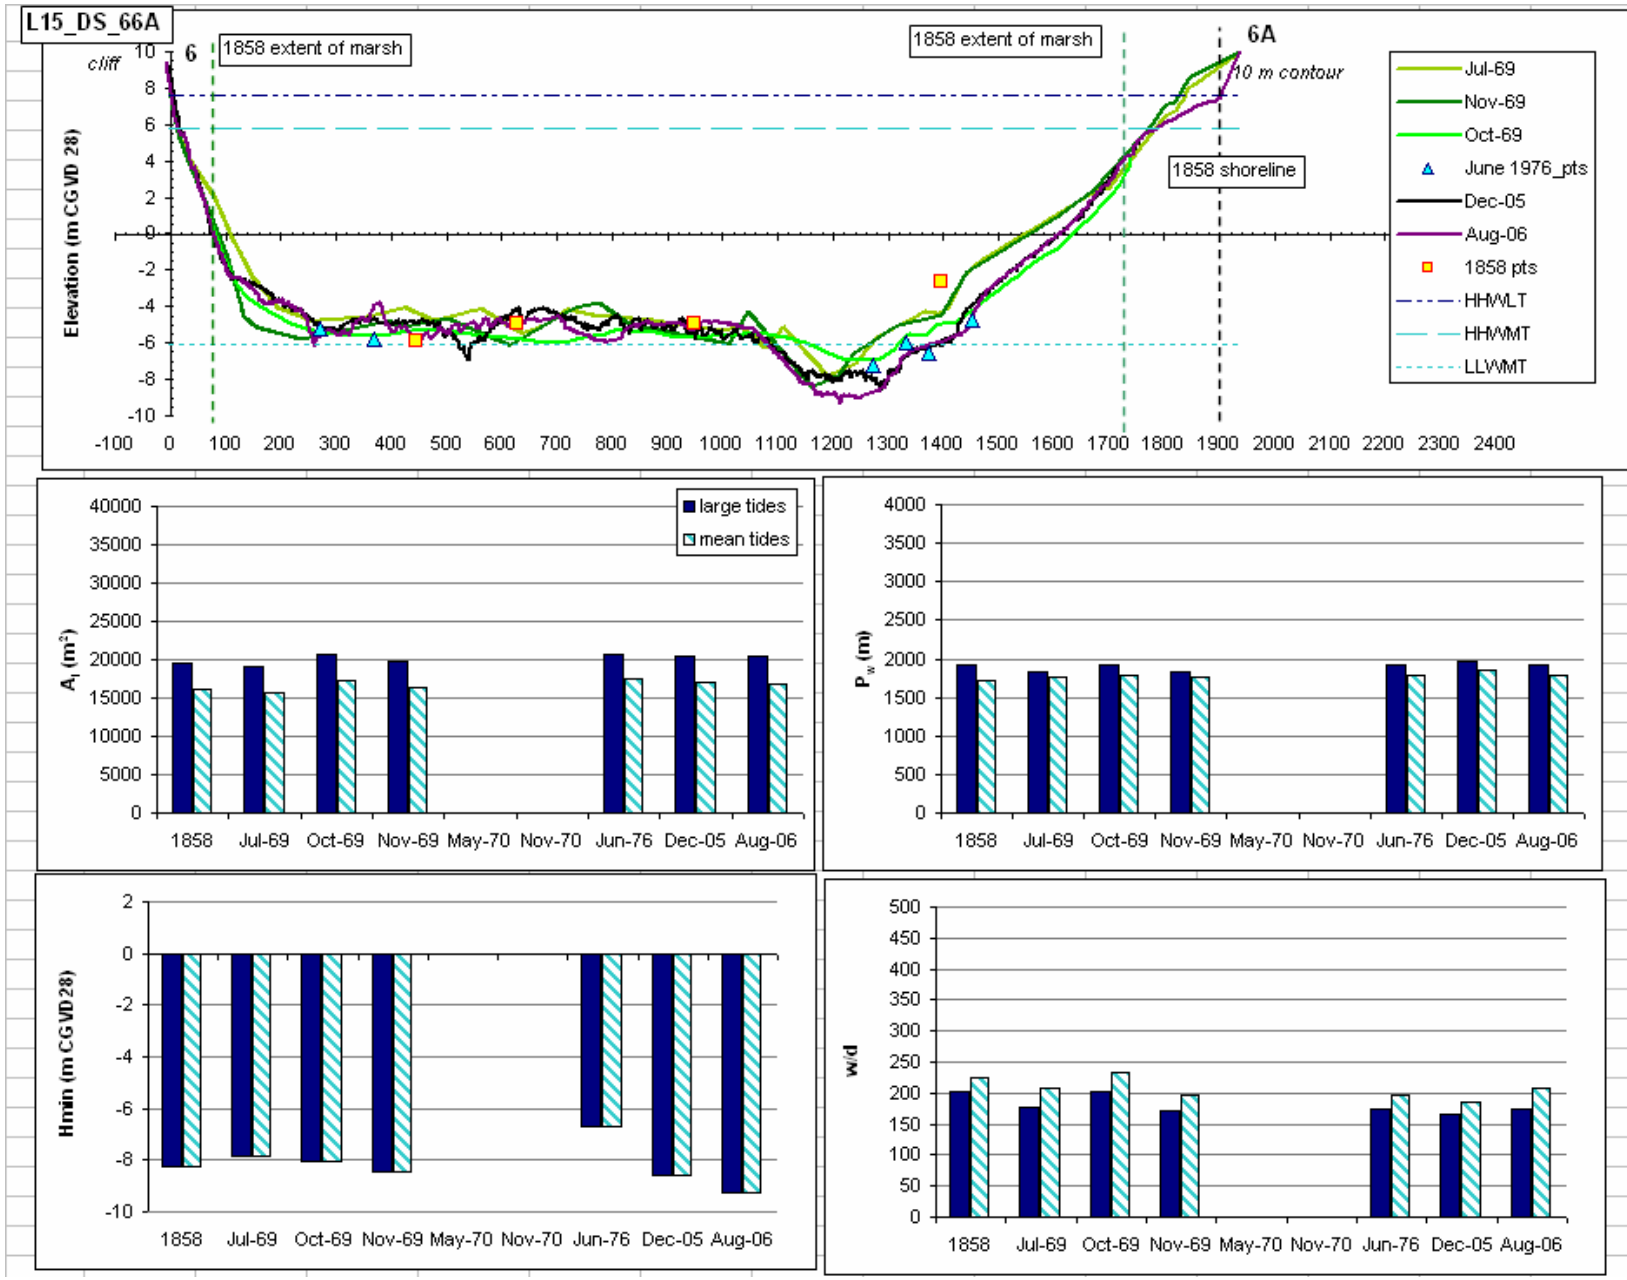 L15_DS_66A
cliff
6
1858 extent of marsh
1858 extent of marsh
6A
10 m contour
1858 shoreline
Elevation (m CGVD 28)
10
8
6
4
2
0
-2
-4
-6
-8
-10
-100 0 100 200 300 400 500 600 700 800 900 1000 1100 1200 1300 1400 1500 1600 1700 1800 1900 2000 2100 2200 2300 2400
Jul-69
Nov-69
Oct-69
June 1976_pts
Dec-05
Aug-06
1858 pts
HHWLT
HHWMT
LLWMT
40000
35000
30000
25000
20000
15000
10000
5000
0
A_l (m²)
large tides
mean tides
1858 Jul-69 Oct-69 Nov-69 May-70 Nov-70 Jun-76 Dec-05 Aug-06
4000
3500
3000
2500
2000
1500
1000
500
0
P_w (m)
1858 Jul-69 Oct-69 Nov-69 May-70 Nov-70 Jun-76 Dec-05 Aug-06
2
0
-2
-4
-6
-8
-10
Hmin (m CGVD28)
1858 Jul-69 Oct-69 Nov-69 May-70 Nov-70 Jun-76 Dec-05 Aug-06
500
450
400
350
300
250
200
150
100
50
0
w/d
1858 Jul-69 Oct-69 Nov-69 May-70 Nov-70 Jun-76 Dec-05 Aug-06